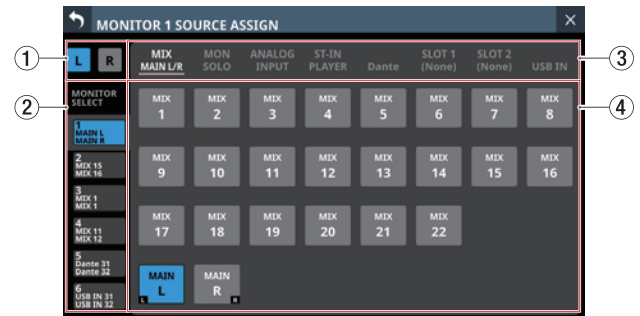 MONITOR 1 SOURCE ASSIGN
×
1
L
R
MIX
MAIN L/R
MON
SOLO
ANALOG
INPUT
ST-IN
PLAYER
Dante
SLOT 1
(None)
SLOT 2
(None)
USB IN
3
2
MONITOR
SELECT
1
MAIN L
MAIN R
2
MIX 15
MIX 16
3
MIX 1
MIX 1
4
MIX 11
MIX 12
5
Dante 31
Dante 32
6
USB IN 31
USB IN 32
4
MIX
1
MIX
2
MIX
3
MIX
4
MIX
5
MIX
6
MIX
7
MIX
8
MIX
9
MIX
10
MIX
11
MIX
12
MIX
13
MIX
14
MIX
15
MIX
16
MIX
17
MIX
18
MIX
19
MIX
20
MIX
21
MIX
22
MAIN
L
L
MAIN
R
R